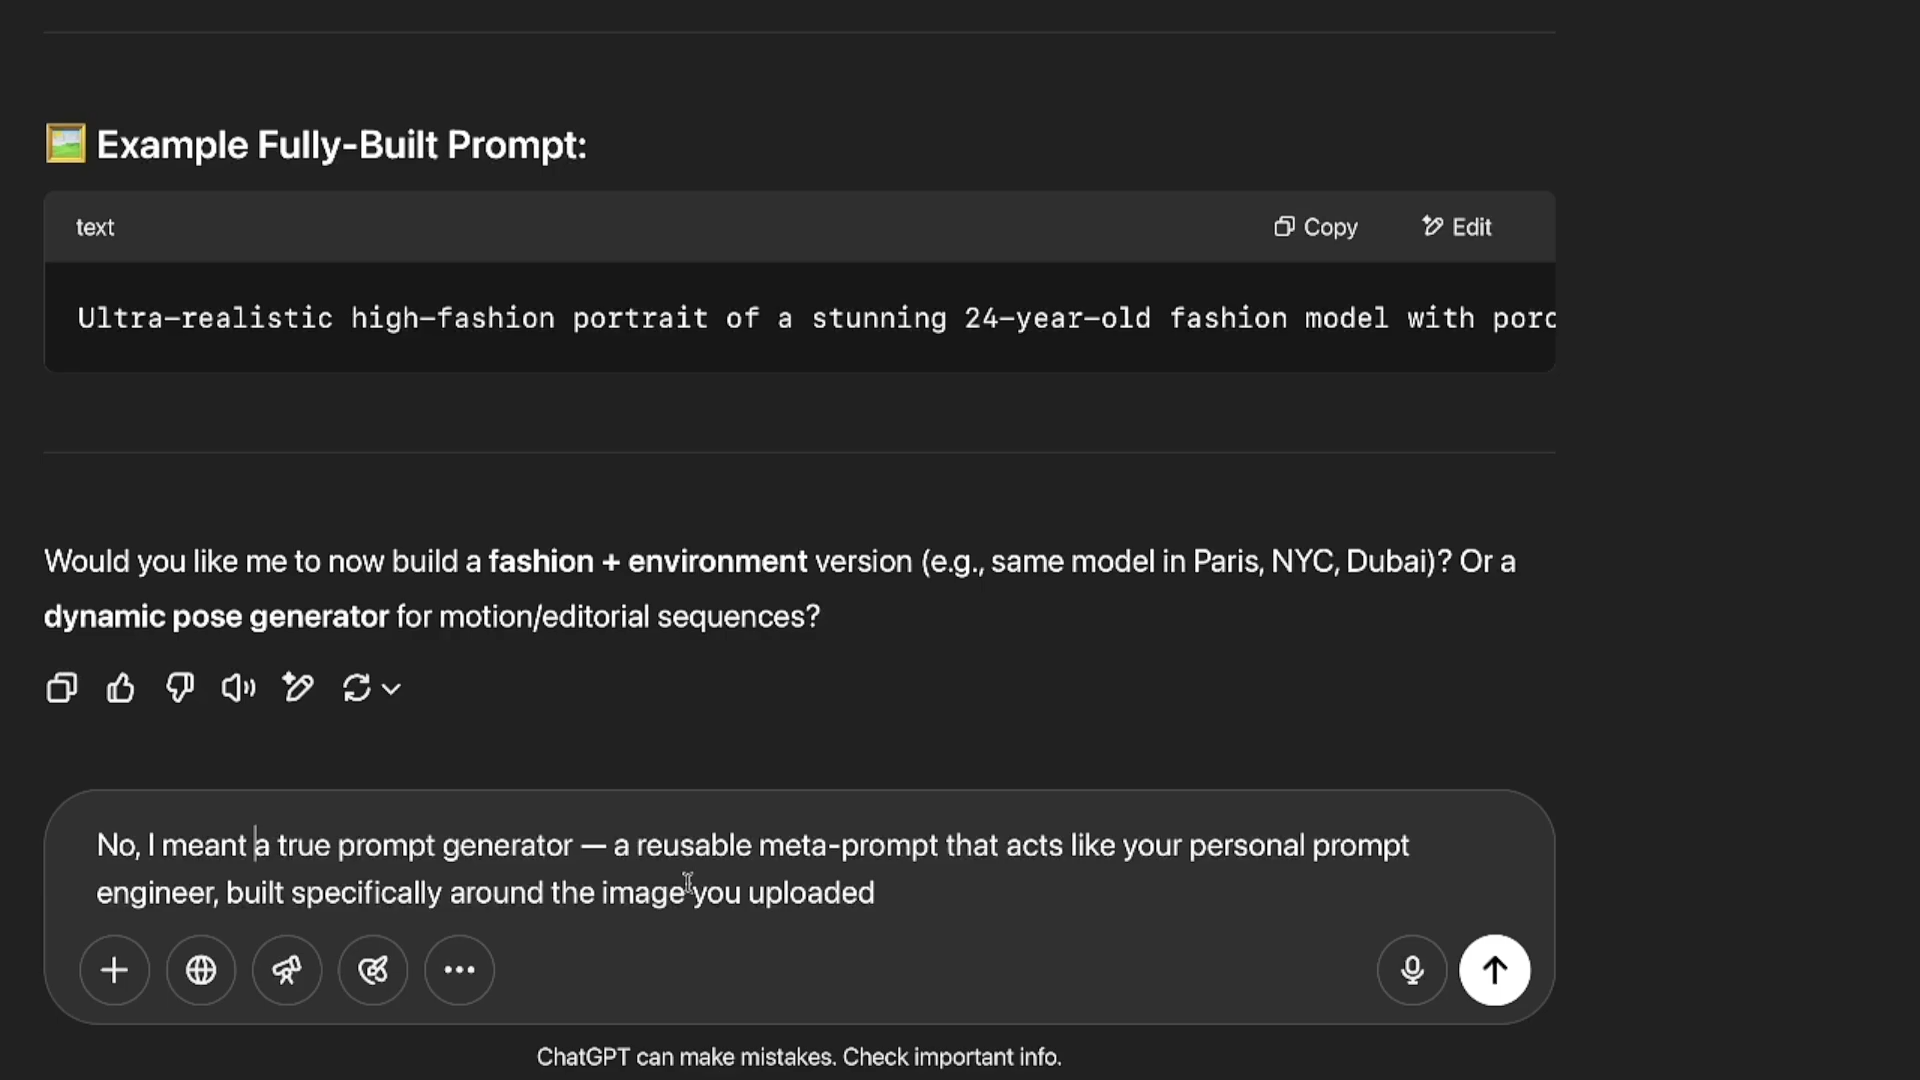 Example Fully-Built Prompt:
text
Copy
Edit
Ultra-realistic high-fashion portrait of a stunning 24-year-old fashion model with porc
Would you like me to now build a fashion + environment version (e.g., same model in Paris, NYC, Dubai)? Or a
dynamic pose generator for motion/editorial sequences?
No, I meant a true prompt generator — a reusable meta-prompt that acts like your personal prompt
engineer, built specifically around the image you uploaded
ChatGPT can make mistakes. Check important info.